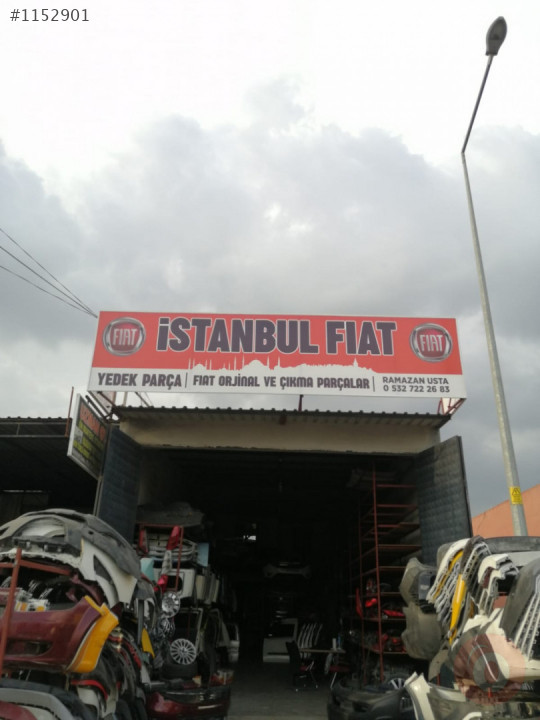 #1152901
FIAT
İSTANBUL FIAT
FIAT
YEDEK PARÇA
FIAT ORJİNAL VE ÇIKMA PARÇALAR
RAMAZAN USTA
0 532 722 26 83